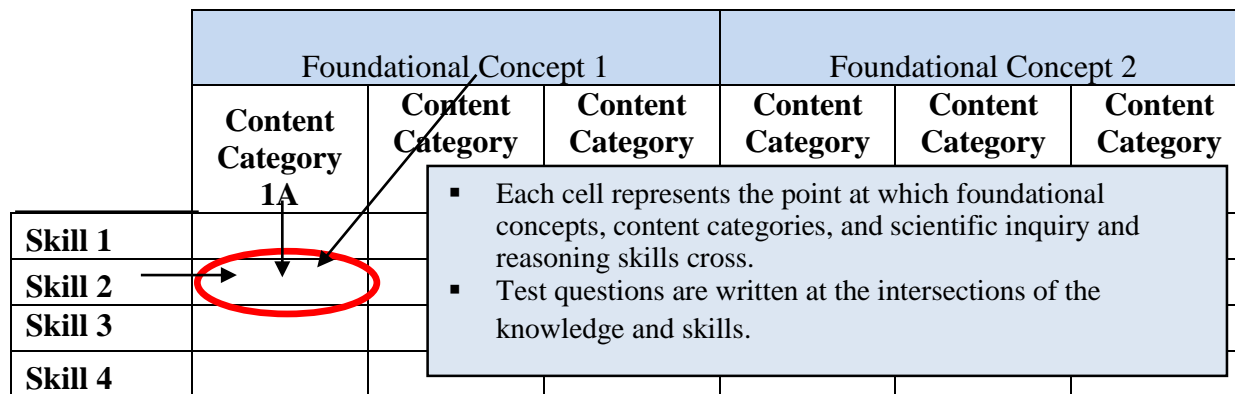 Foundational Concept 1 Foundational Concept 2
Content Category 1A Content Category Content Category Content Category Content Category Content Category
Skill 1
Skill 2
Skill 3
Skill 4
▪ Each cell represents the point at which foundational
concepts, content categories, and scientific inquiry and
reasoning skills cross.
▪ Test questions are written at the intersections of the
knowledge and skills.